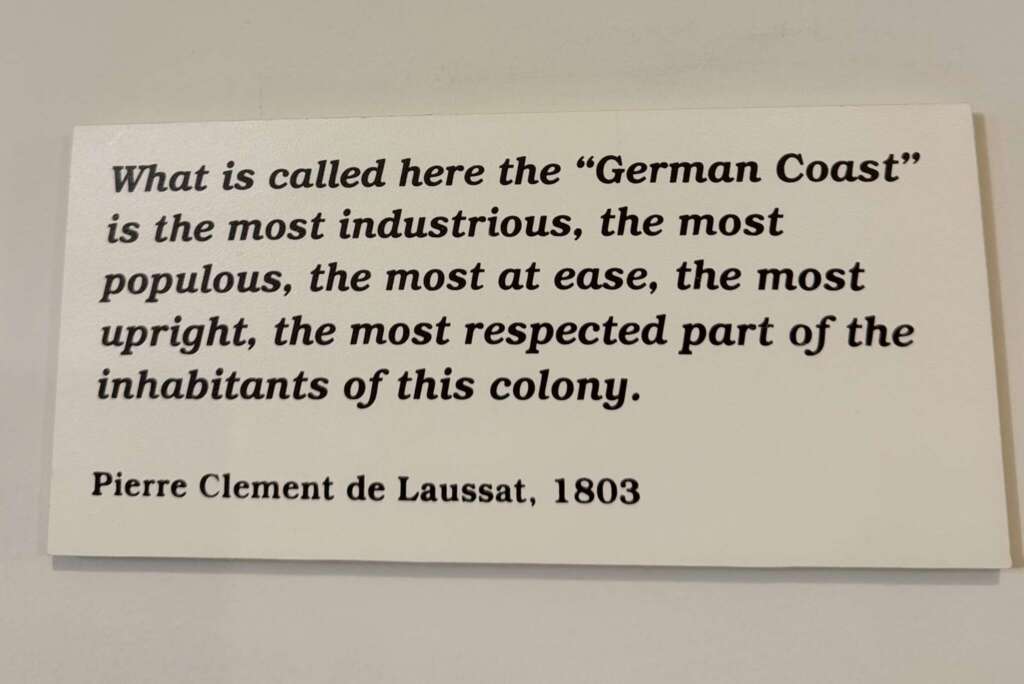 What is called here the “German Coast”
is the most industrious, the most
populous, the most at ease, the most
upright, the most respected part of the
inhabitants of this colony.
Pierre Clement de Laussat, 1803